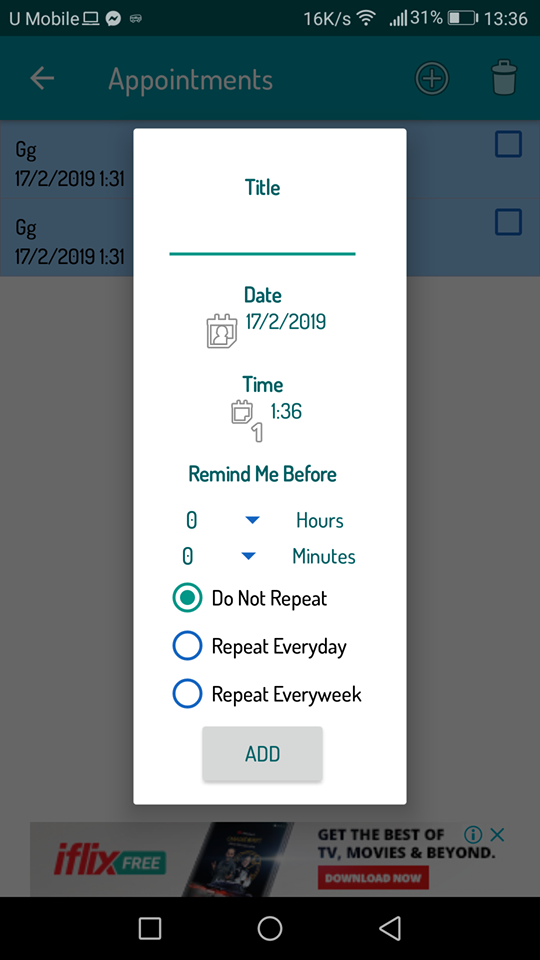 U Mobile 16K/s 31% 13:36
Appointments
Gg
17/2/2019 1:31
Gg
17/2/2019 1:31
Title
Date
17/2/2019
Time
1:36
1
Remind Me Before
0 Hours
0 Minutes
Do Not Repeat
Repeat Everyday
Repeat Everyweek
ADD
iflix FREE
GET THE BEST OF
TV, MOVIES & BEYOND.
DOWNLOAD NOW